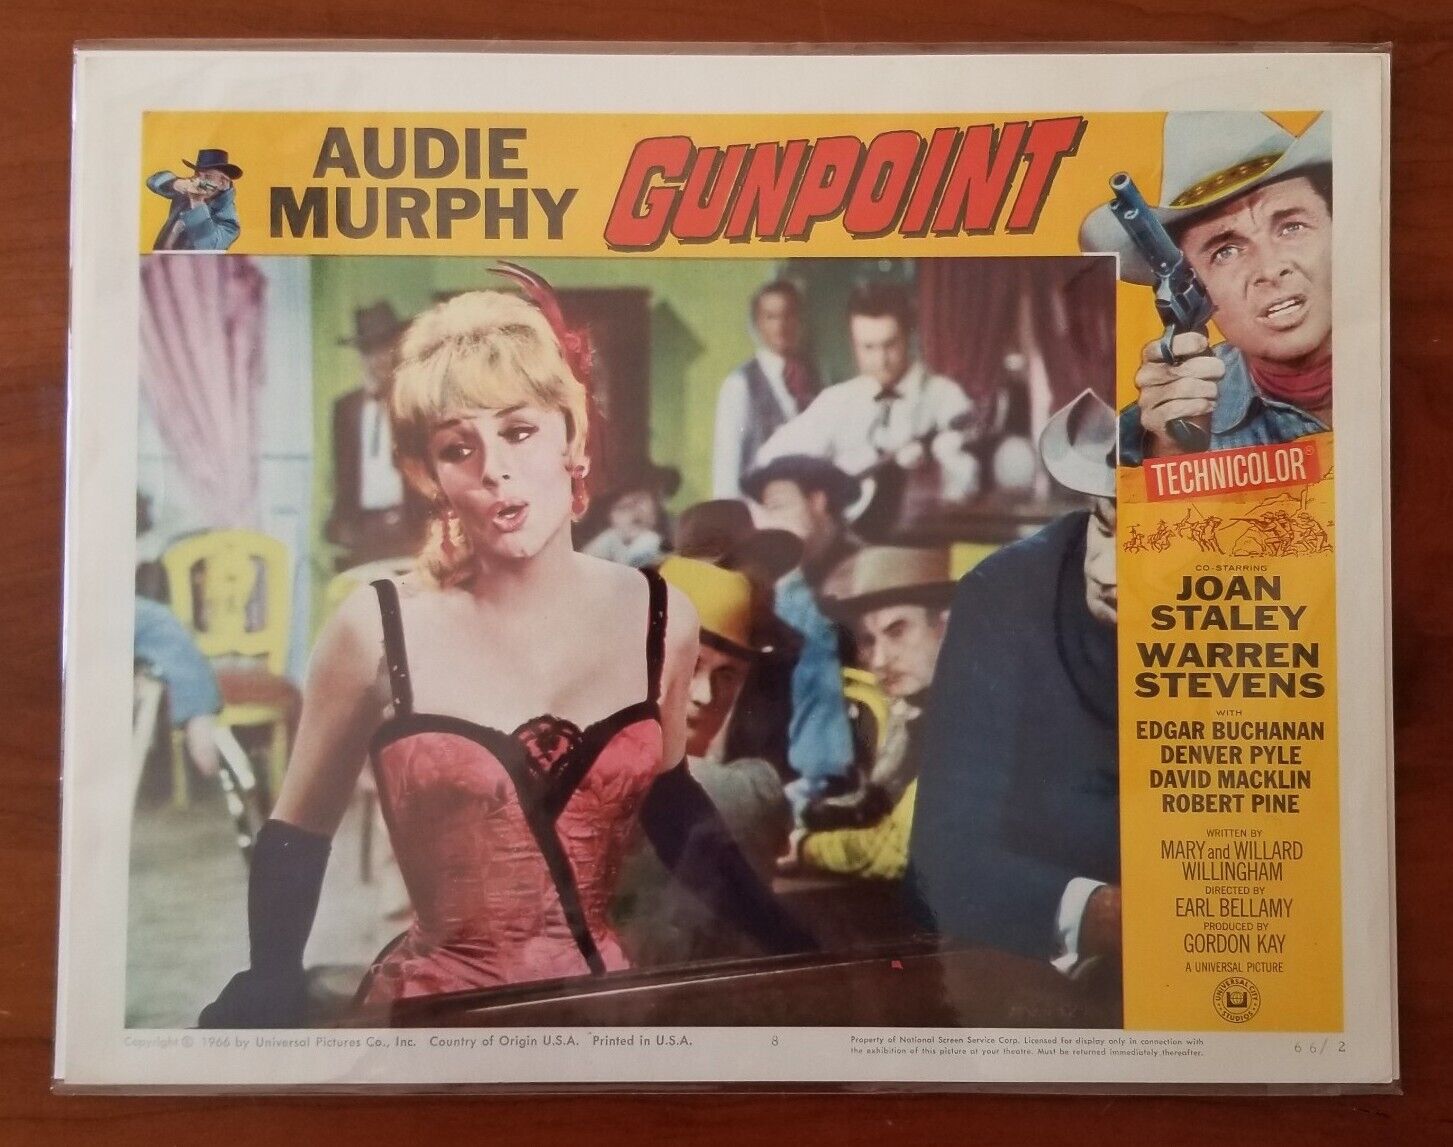 AUDIE
MURPHY
GUNPOINT
TECHNICOLOR®
CO-STARRING
JOAN
STALEY
WARREN
STEVENS
WITH
EDGAR BUCHANAN
DENVER PYLE
DAVID MACKLIN
ROBERT PINE
WRITTEN BY
MARY and WILLARD
WILLINGHAM
DIRECTED BY
EARL BELLAMY
PRODUCED BY
GORDON KAY
A UNIVERSAL PICTURE
UNIVERSAL CITY
STUDIOS
Copyright © 1966 by Universal Pictures Co., Inc. Country of Origin U.S.A. Printed in U.S.A.
8
Property of National Screen Service Corp. Licensed for display only in connection with
the exhibition of this picture at your theatre. Must be returned immediately thereafter.
66/2